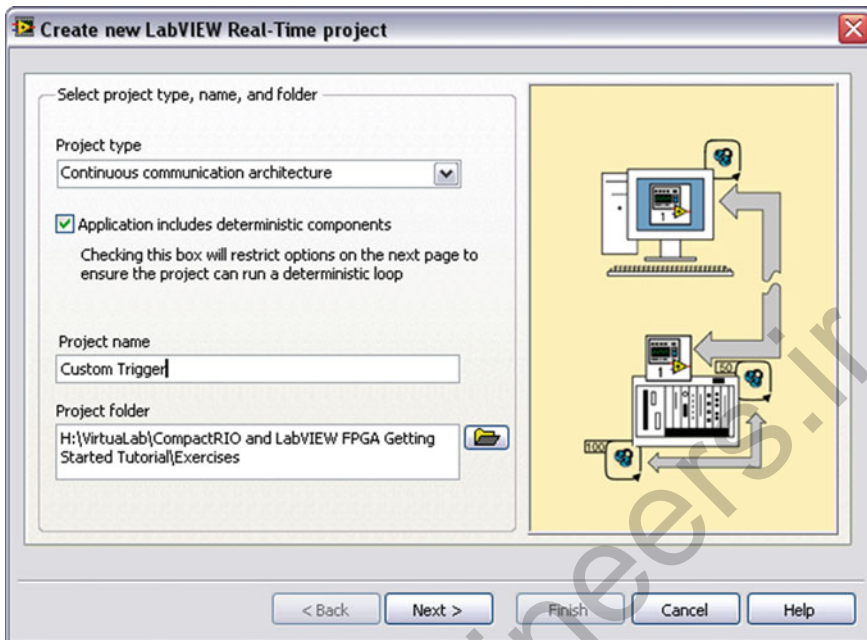 Create new LabVIEW Real-Time project
Select project type, name, and folder
Project type
Continuous communication architecture
Application includes deterministic components
Checking this box will restrict options on the next page to
ensure the project can run a deterministic loop
Project name
Custom Trigger
Project folder
H:\VirtuaLab\CompactRIO and LabVIEW FPGA Getting
Started Tutorial\Exercises
1
1
50
100
< Back
Next >
Finish
Cancel
Help